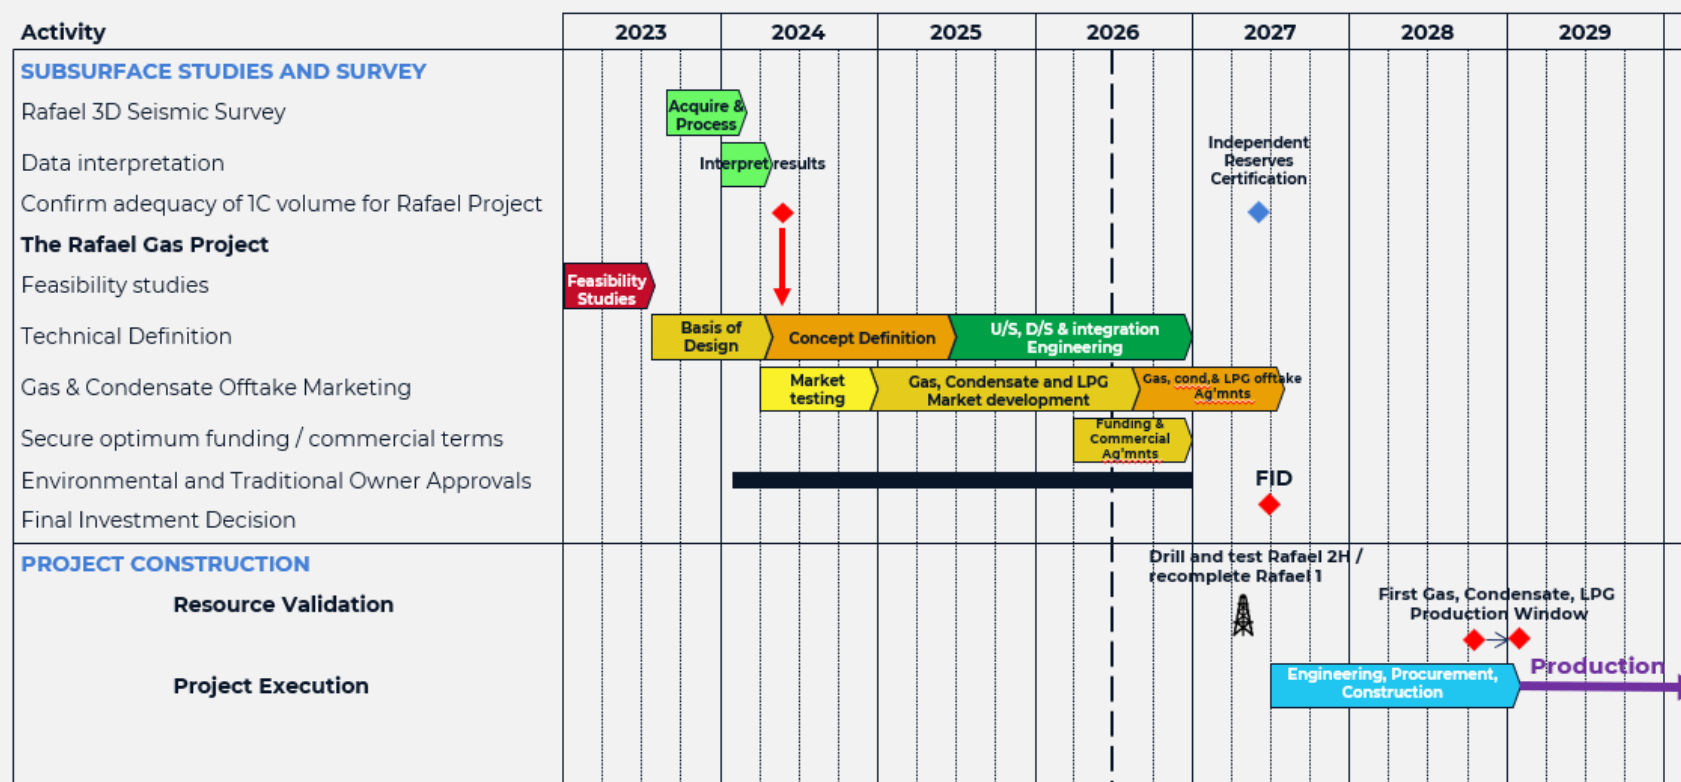 Activity
2023
2024
2025
2026
2027
2028
2029
SUBSURFACE STUDIES AND SURVEY
Rafael 3D Seismic Survey
Acquire &
Process
Data interpretation
Interpret results
Independent
Reserves
Certification
Confirm adequacy of 1C volume for Rafael Project
The Rafael Gas Project
Feasibility studies
Feasibility
Studies
Technical Definition
Basis of
Design
Concept Definition
U/S, D/S & integration
Engineering
Gas & Condensate Offtake Marketing
Market
testing
Gas, Condensate and LPG
Market development
Gas, cond,& LPG offtake
Ag'mnts
Secure optimum funding / commercial terms
Funding &
Commercial
Ag'mnts
Environmental and Traditional Owner Approvals
FID
Final Investment Decision
PROJECT CONSTRUCTION
Drill and test Rafael 2H /
recomplete Rafael 1
Resource Validation
First Gas, Condensate, LPG
Production Window
Project Execution
Engineering, Procurement,
Construction
Production